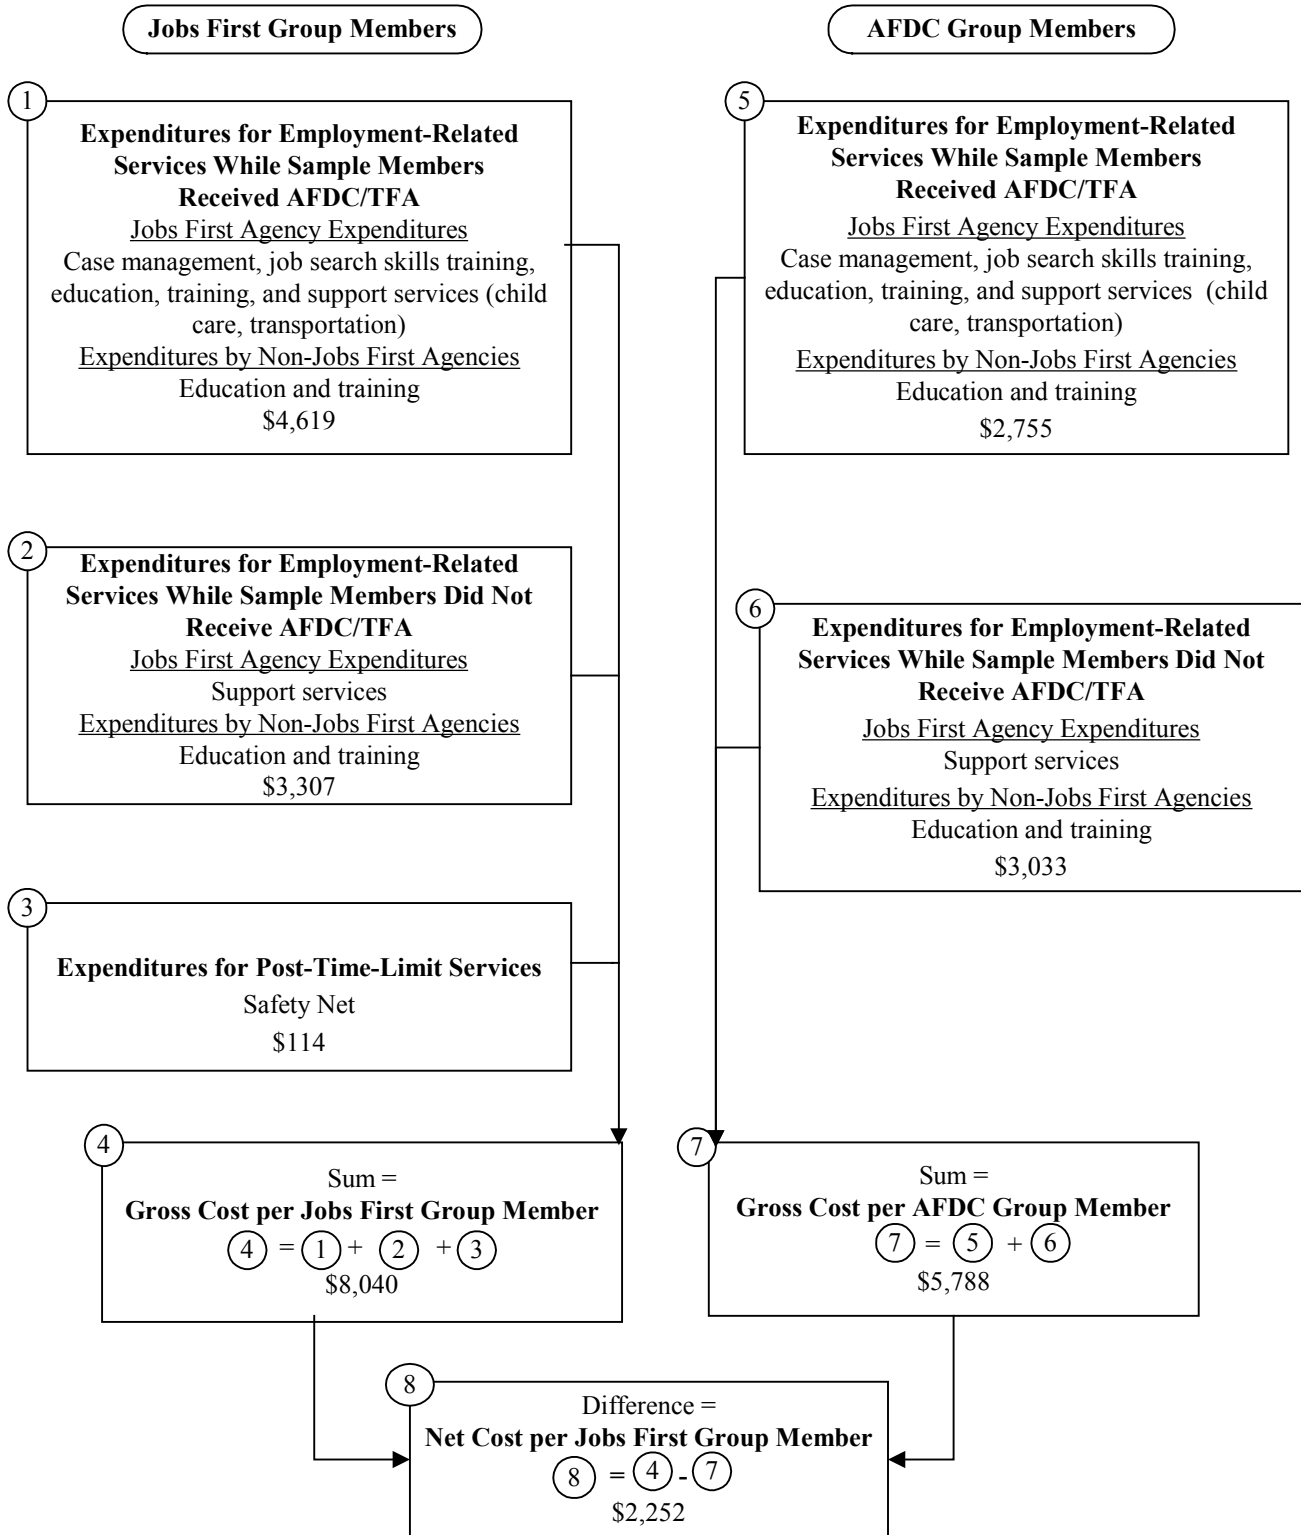 Jobs First Group Members
AFDC Group Members
1
Expenditures for Employment-Related
Services While Sample Members
Received AFDC/TFA
Jobs First Agency Expenditures
Case management, job search skills training,
education, training, and support services (child
care, transportation)
Expenditures by Non-Jobs First Agencies
Education and training
$4,619
2
Expenditures for Employment-Related
Services While Sample Members Did Not
Receive AFDC/TFA
Jobs First Agency Expenditures
Support services
Expenditures by Non-Jobs First Agencies
Education and training
$3,307
3
Expenditures for Post-Time-Limit Services
Safety Net
$114
4
Sum =
Gross Cost per Jobs First Group Member
4 = 1 + 2 + 3
$8,040
5
Expenditures for Employment-Related
Services While Sample Members
Received AFDC/TFA
Jobs First Agency Expenditures
Case management, job search skills training,
education, training, and support services (child
care, transportation)
Expenditures by Non-Jobs First Agencies
Education and training
$2,755
6
Expenditures for Employment-Related
Services While Sample Members Did Not
Receive AFDC/TFA
Jobs First Agency Expenditures
Support services
Expenditures by Non-Jobs First Agencies
Education and training
$3,033
7
Sum =
Gross Cost per AFDC Group Member
7 = 5 + 6
$5,788
8
Difference =
Net Cost per Jobs First Group Member
8 = 4 - 7
$2,252